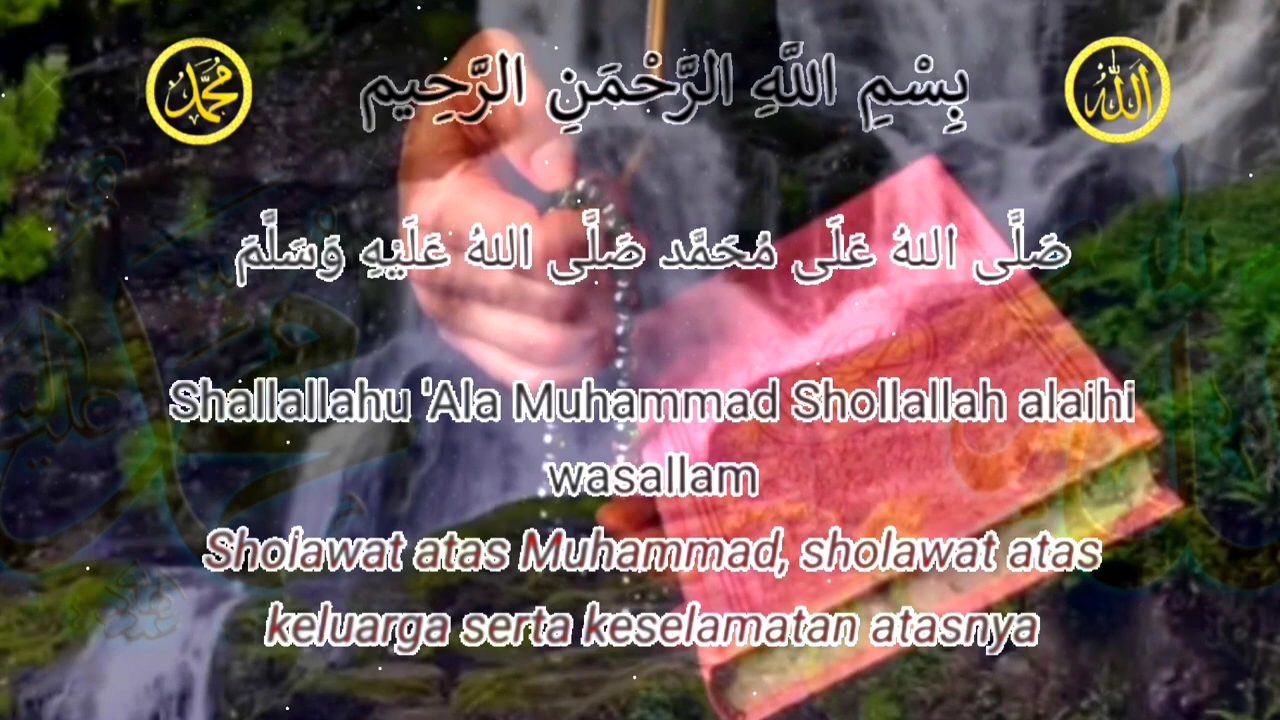 محمد
بِسْمِ اللَّهِ الرَّحْمَنِ الرَّحِيم
الله
صَلَّى اللهُ عَلَى مُحَمَّد صَلَّى اللهُ عَلَيْهِ وَسَلَّمَ
Shallallahu 'Ala Muhammad Shollallah alaihi
wasallam
Sholawat atas Muhammad, sholawat atas
keluarga serta keselamatan atasnya